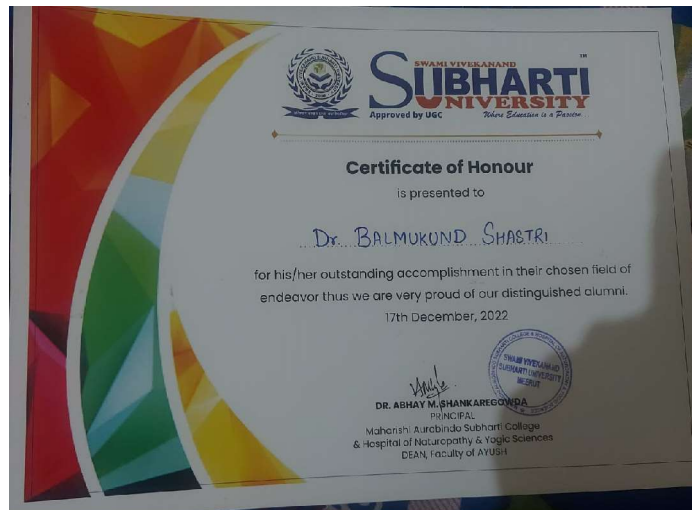 SWAMI VIVEKANAND
SUBHARTI
UNIVERSITY
TM
Approved by UGC
Where Education is a Passion...
Certificate of Honour
is presented to
Dr. BALMUKUND SHASTRI
for his/her outstanding accomplishment in their chosen field of
endeavor thus we are very proud of our distinguished alumni.
17th December, 2022
SWAMI VIVEKANAND
SUBHARTI UNIVERSITY
MEERUT
DR. ABHAY M. SHANKAREGOWDA
PRINCIPAL
Maharishi Aurobindo Subharti College
& Hospital of Naturopathy & Yogic Sciences
DEAN, Faculty of AYUSH